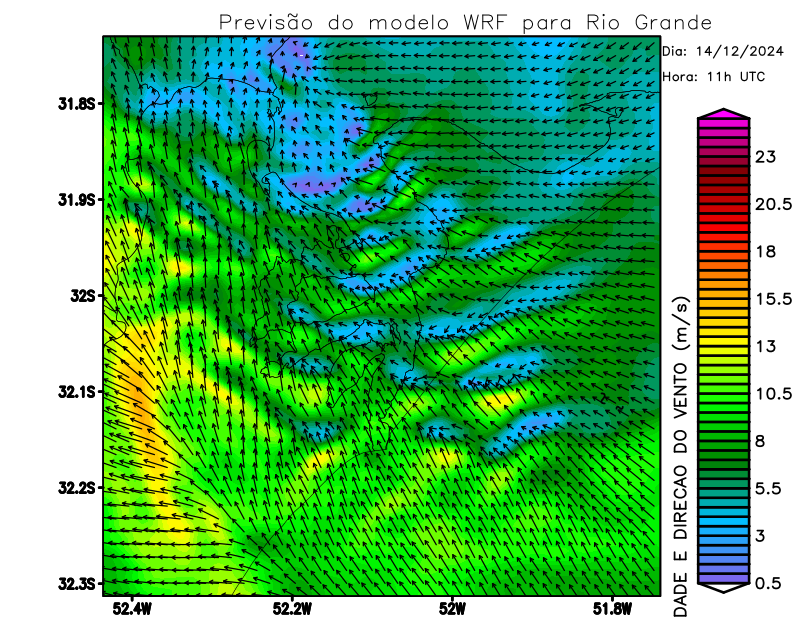 Previsão do modelo WRF para Rio Grande
Dia: 14/12/2024
Hora: 11h UTC
31.8S
31.9S
32S
32.1S
32.2S
32.3S
52.4W
52.2W
52W
51.8W
23
20.5
18
15.5
13
10.5
8
5.5
3
0.5
DADE E DIRECAO DO VENTO (m/s)